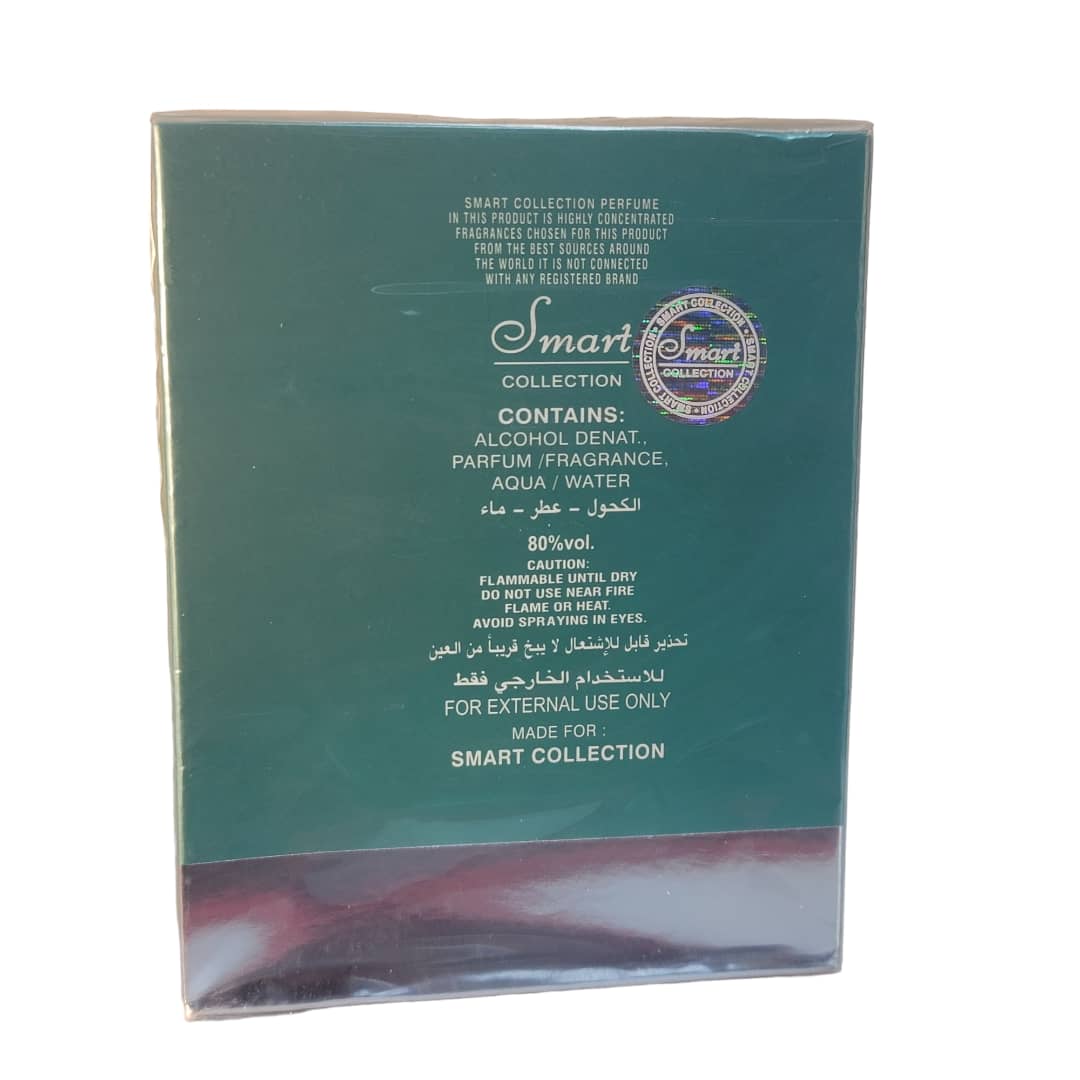 SMART COLLECTION PERFUME
IN THIS PRODUCT IS HIGHLY CONCENTRATED
FRAGRANCES CHOSEN FOR THIS PRODUCT
FROM THE BEST SOURCES AROUND
THE WORLD IT IS NOT CONNECTED
WITH ANY REGISTERED BRAND
Smart
COLLECTION
SMART COLLECTION • SMART COLLECTION • SMART COLLECTION •
Smart
COLLECTION
CONTAINS:
ALCOHOL DENAT.,
PARFUM /FRAGRANCE,
AQUA / WATER
الكحول - عطر - ماء
80%vol.
CAUTION:
FLAMMABLE UNTIL DRY
DO NOT USE NEAR FIRE
FLAME OR HEAT.
AVOID SPRAYING IN EYES.
تحذير قابل للإشتعال لا يبخ قريباً من العين
للاستخدام الخارجي فقط
FOR EXTERNAL USE ONLY
MADE FOR :
SMART COLLECTION